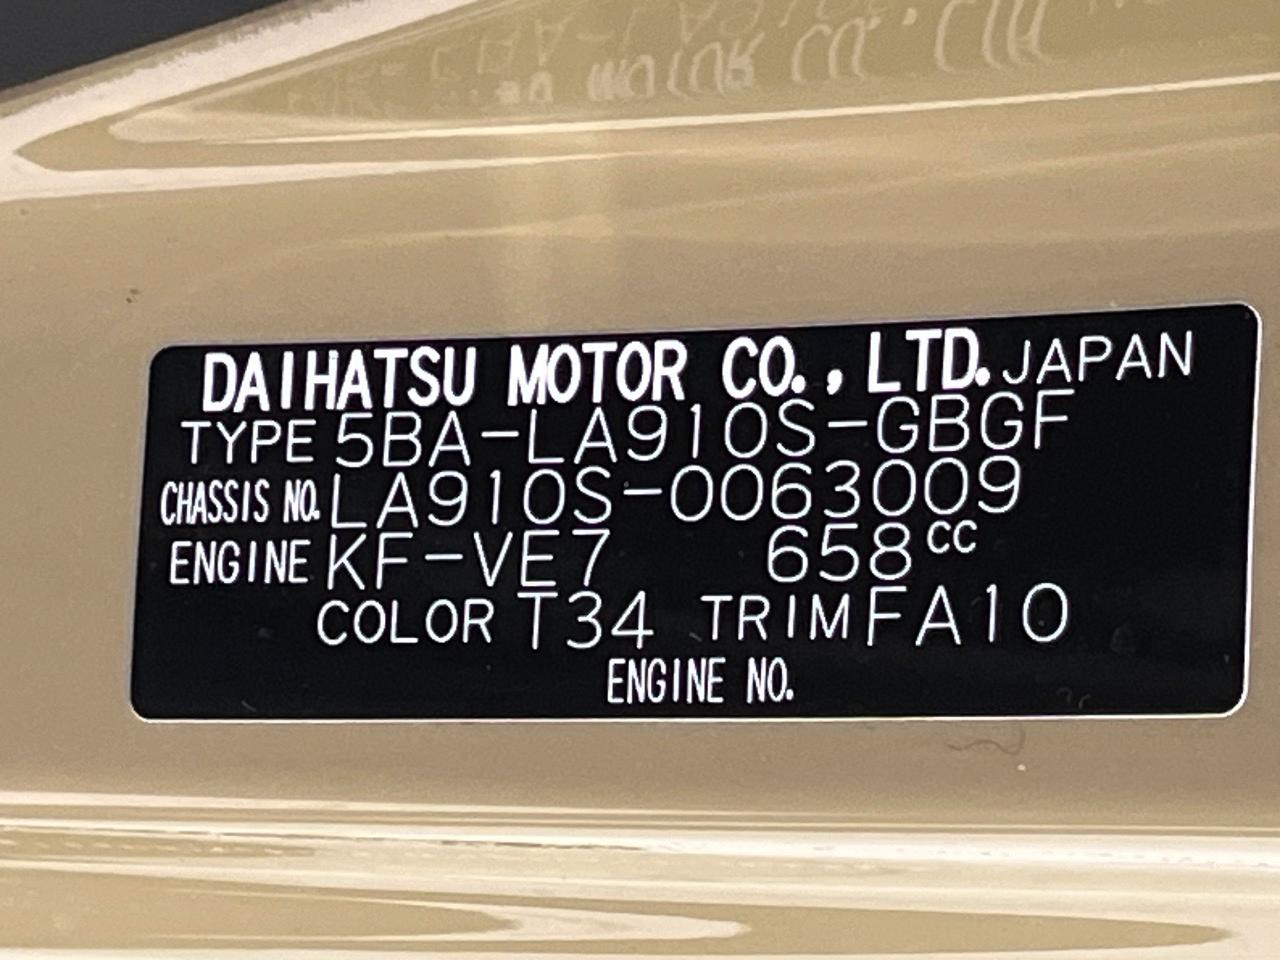 DAIHATSU MOTOR CO., LTD. JAPAN
TYPE 5BA-LA910S-GBGF
CHASSIS NO. LA910S-0063009
ENGINE KF-VE7 658cc
COLOR T34 TRIM FA10
ENGINE NO.